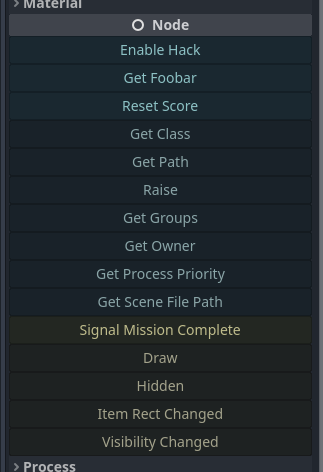 Material
Node
Enable Hack
Get Foobar
Reset Score
Get Class
Get Path
Raise
Get Groups
Get Owner
Get Process Priority
Get Scene File Path
Signal Mission Complete
Draw
Hidden
Item Rect Changed
Visibility Changed
Process